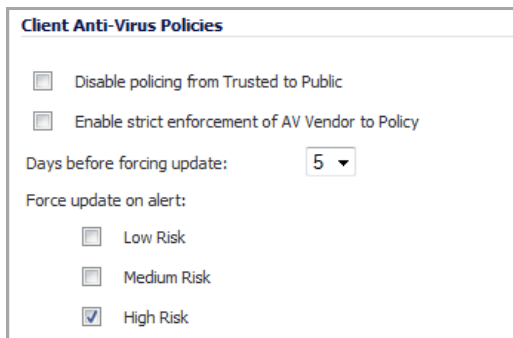 Client Anti-Virus Policies
Disable policing from Trusted to Public
Enable strict enforcement of AV Vendor to Policy
Days before forcing update: 5
Force update on alert:
Low Risk
Medium Risk
High Risk